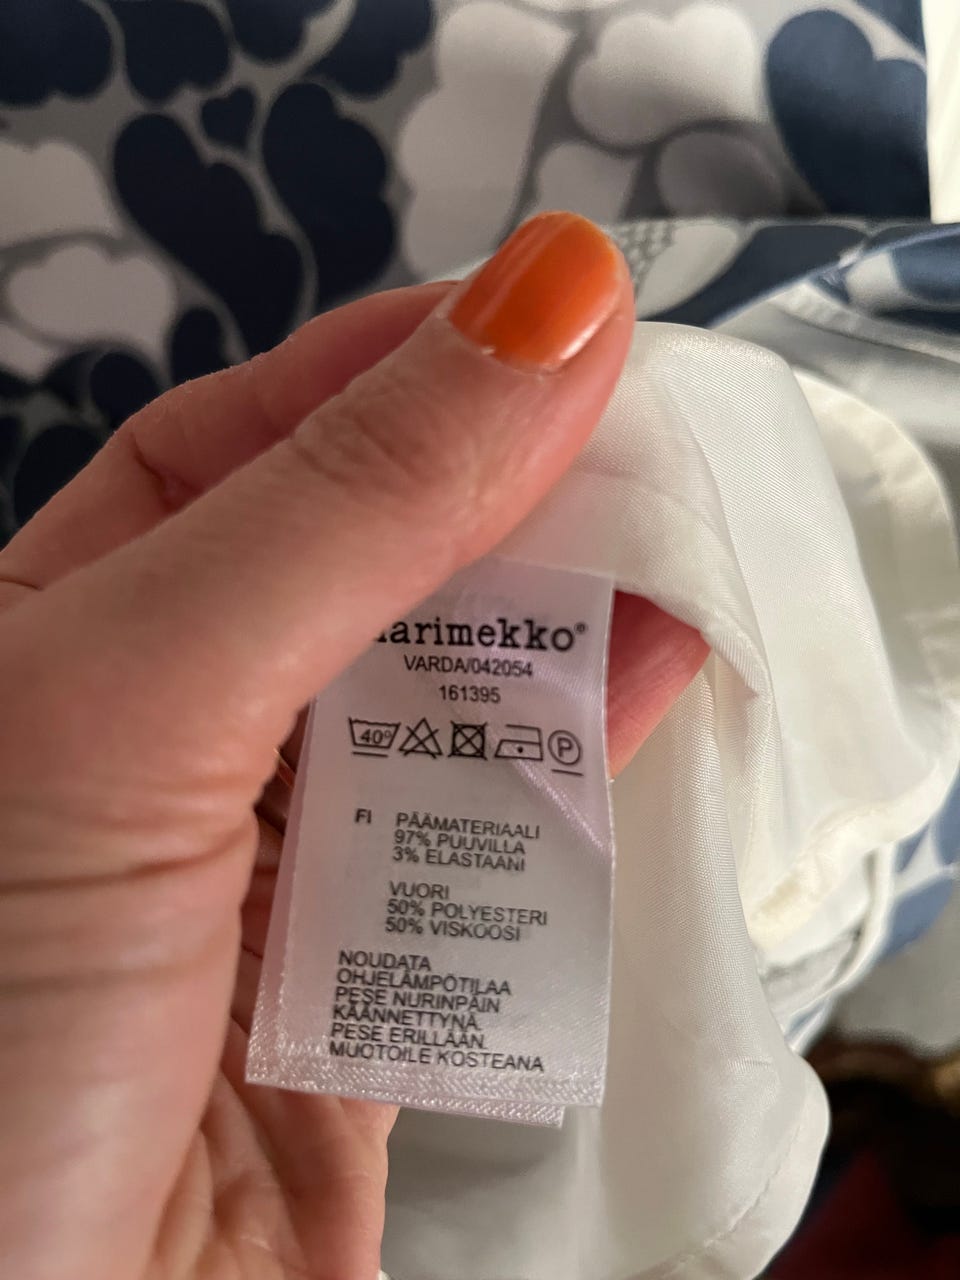 marimekko®
VARDA/042054
161395
40°
P
FI PÄÄMATERIAALI
97% PUUVILLA
3% ELASTAANI
VUORI
50% POLYESTERI
50% VISKOOSI
NOUDATA
OHJELÄMPÖTILAA
PESE NURINPÄIN
KÄÄNNETTYNÄ.
PESE ERILLÄÄN.
MUOTOILE KOSTEANA